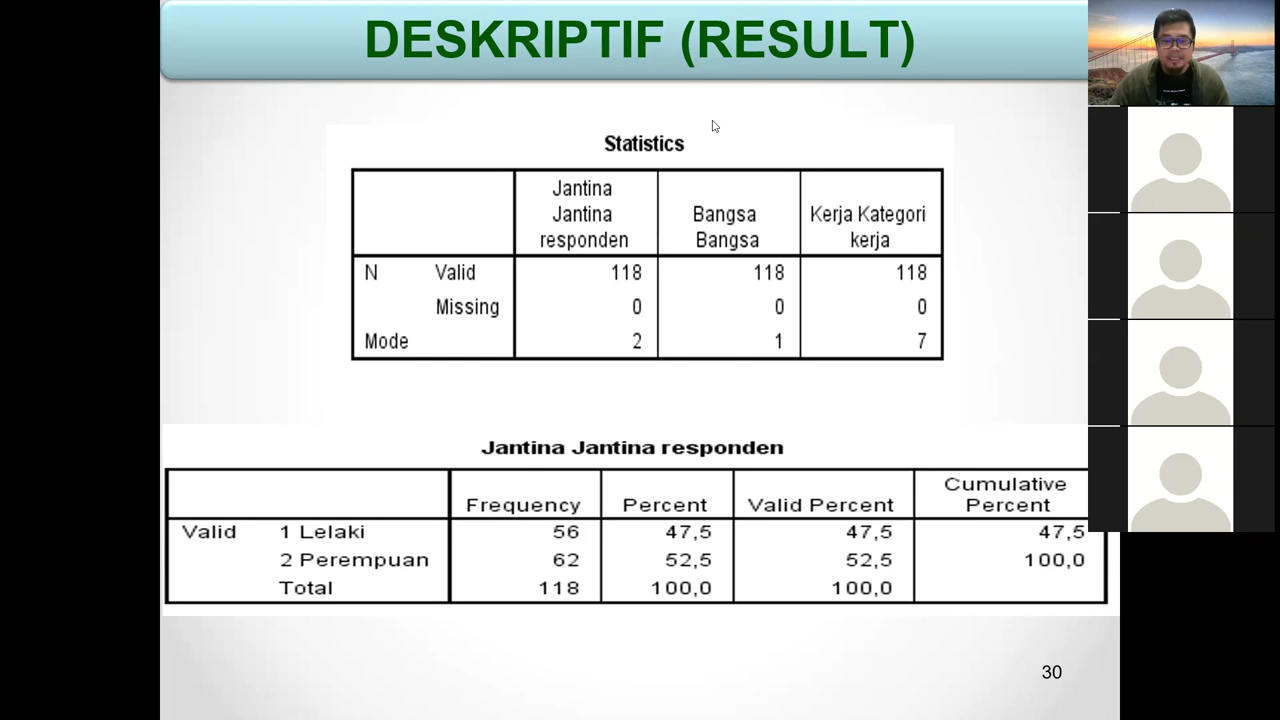 DESKRIPTIF (RESULT)
Statistics
Jantina Jantina responden Bangsa Bangsa Kerja Kategori kerja
N Valid 118 118 118
Missing 0 0 0
Mode 2 1 7
Jantina Jantina responden
Frequency Percent Valid Percent Cumulative Percent
Valid 1 Lelaki 56 47,5 47,5 47,5
2 Perempuan 62 52,5 52,5 100,0
Total 118 100,0 100,0
30